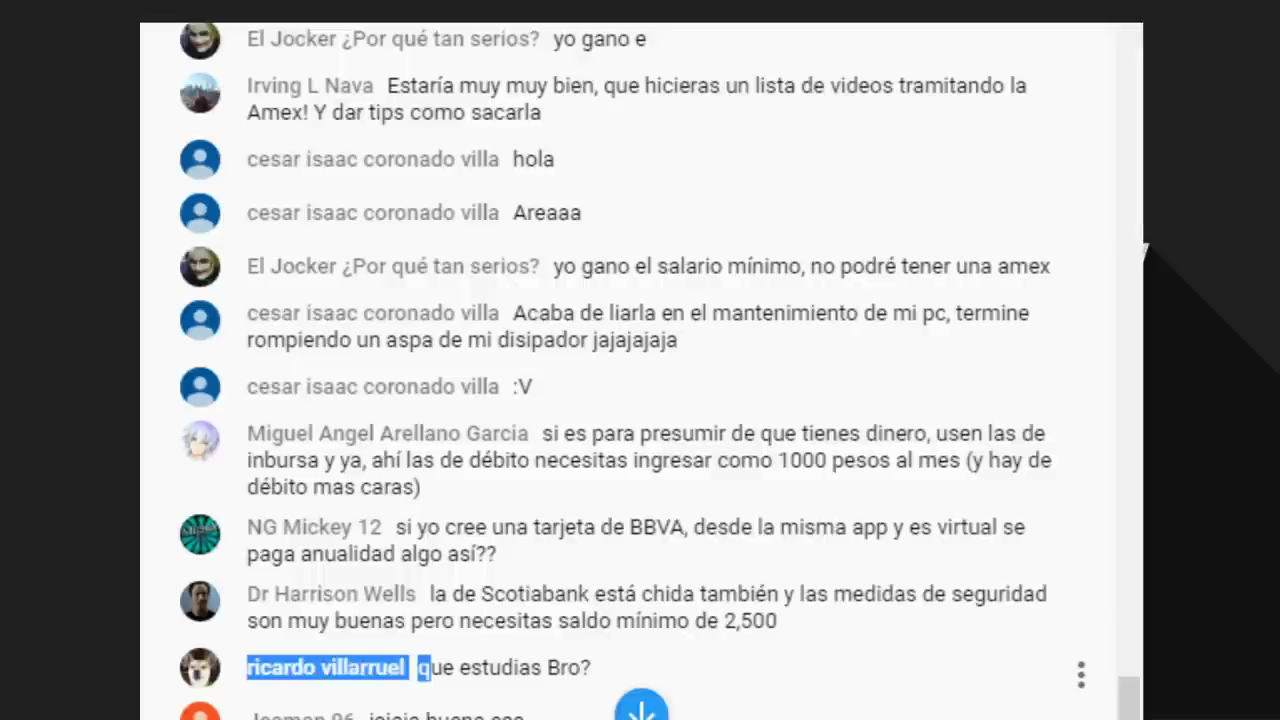 El Jocker ¿Por qué tan serios? yo gano e
Irving L Nava Estaría muy muy bien, que hicieras un lista de videos tramitando la
Amex! Y dar tips como sacarla
cesar isaac coronado villa hola
cesar isaac coronado villa Areaaa
El Jocker ¿Por qué tan serios? yo gano el salario mínimo, no podré tener una amex
cesar isaac coronado villa Acaba de liarla en el mantenimiento de mi pc, termine
rompiendo un aspa de mi disipador jajajajaja
cesar isaac coronado villa :V
Miguel Angel Arellano Garcia si es para presumir de que tienes dinero, usen las de
inbursa y ya, ahí las de débito necesitas ingresar como 1000 pesos al mes (y hay de
débito mas caras)
NG Mickey 12 si yo cree una tarjeta de BBVA, desde la misma app y es virtual se
paga anualidad algo así??
Dr Harrison Wells la de Scotiabank está chida también y las medidas de seguridad
son muy buenas pero necesitas saldo mínimo de 2,500
ricardo villarruel que estudias Bro?